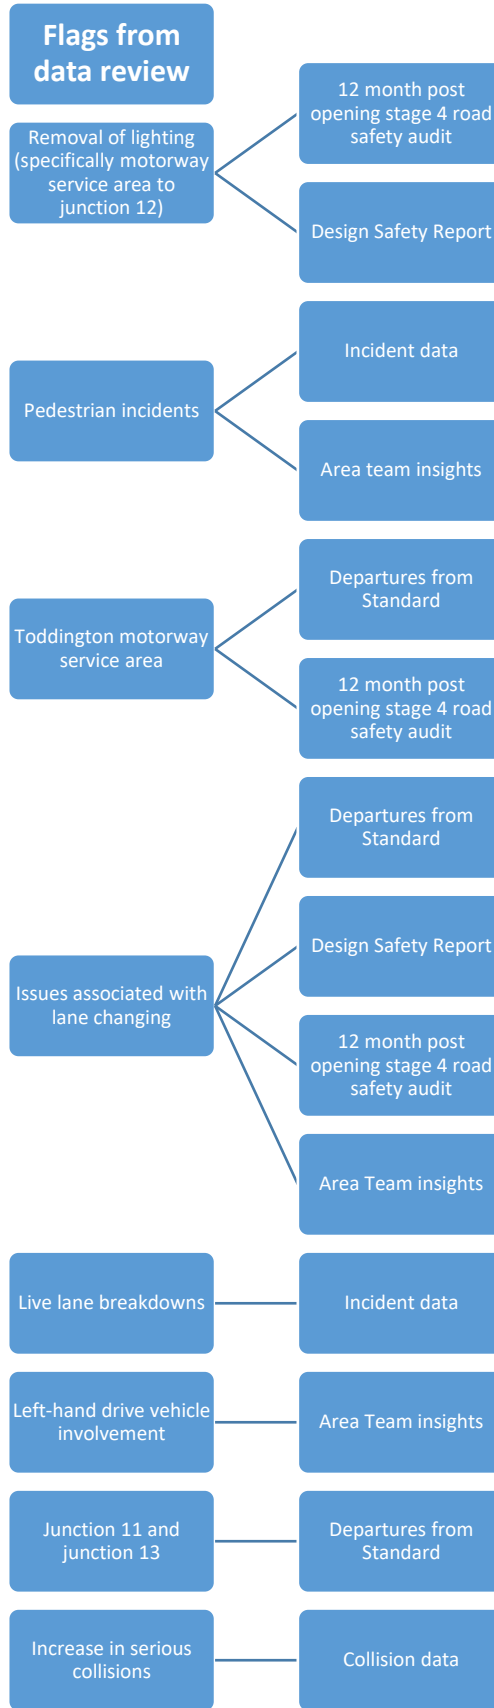 Flags from
data review
Removal of lighting
(specifically motorway
service area to
junction 12)
12 month post
opening stage 4 road
safety audit
Design Safety Report
Pedestrian incidents
Incident data
Area team insights
Toddington motorway
service area
Departures from
Standard
12 month post
opening stage 4 road
safety audit
Issues associated with
lane changing
Departures from
Standard
Design Safety Report
12 month post
opening stage 4 road
safety audit
Area Team insights
Live lane breakdowns
Incident data
Left-hand drive vehicle
involvement
Area Team insights
Junction 11 and
junction 13
Departures from
Standard
Increase in serious
collisions
Collision data